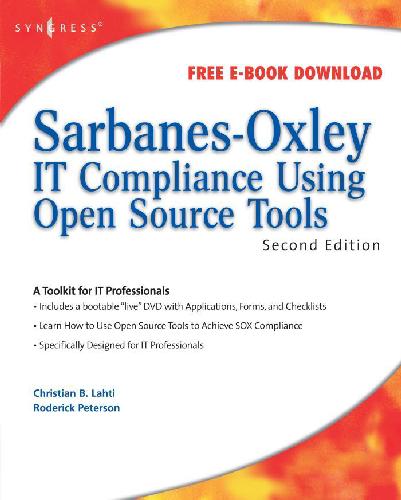 SYNGRESS®
FREE E-BOOK DOWNLOAD
Sarbanes-Oxley
IT Compliance Using
Open Source Tools
Second Edition
A Toolkit for IT Professionals
• Includes a bootable “live” DVD with Applications, Forms, and Checklists
• Learn How to Use Open Source Tools to Achieve SOX Compliance
• Specifically Designed for IT Professionals
Christian B. Lahti
Roderick Peterson